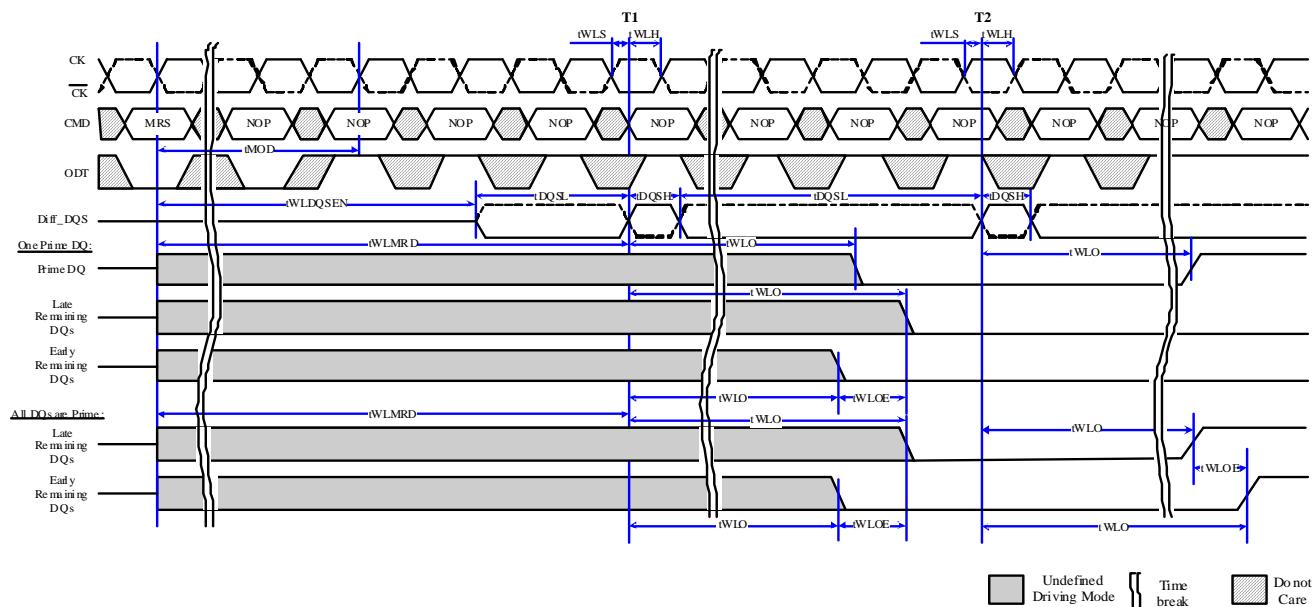 T1 T2
tWLS tWLH tWLS tWLH
CK
CK
CMD MRS NOP NOP NOP NOP NOP NOP NOP NOP NOP NOP NOP
tMOD
ODT
tWLDQSEN tDQSL tDQSH tDQSL tDQSH
Diff_DQS
One Prime DQ:
tWLMRD tWLO tWLO
Prime DQ
tWLO
Late
Remaining
DQs
Early
Remaining
DQs
tWLO tWLOE
All DQs are Prime:
tWLMRD tWLO tWLO
Late
Remaining
DQs
tWLOE
Early
Remaining
DQs
tWLO tWLOE tWLO
Undefined
Driving Mode
Time
break
Do not
Care